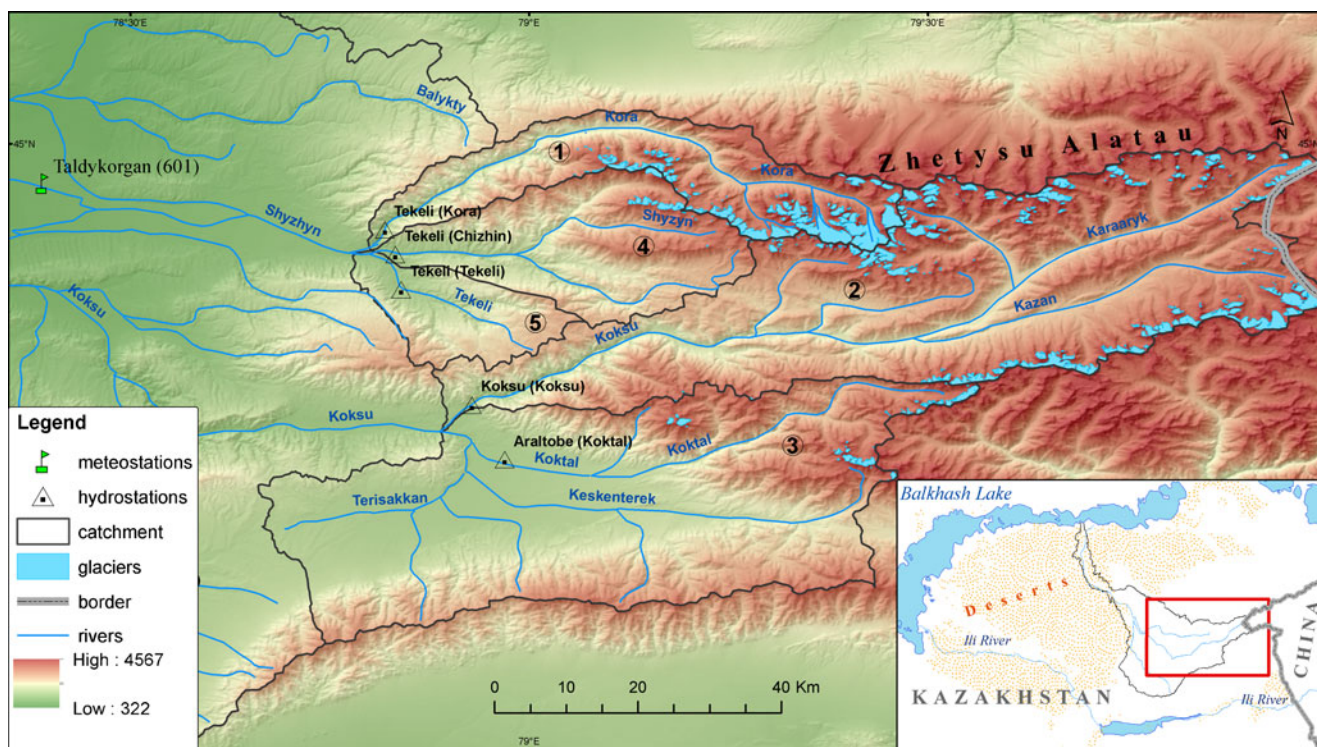 78°30'E
79°E
79°30'E
Balykty
Kora
1
45°N
45°N
Zhetysu Alatau
N
Taldykorgan (601)
Kora
Tekeli (Kora)
Shyzyn
Karaaryk
Shyzhyn
Tekeli (Chizhin)
4
Tekeli (Tekeli)
2
Kazan
Tekeli
5
Koksu
Koksu
Koksu (Koksu)
Koksu
Araltobe (Koktal)
Koktal
Koktal
3
Terisakkan
Keskenterek
Legend
meteostations
hydrostations
catchment
glaciers
border
rivers
High : 4567
Low : 322
0 10 20 40 Km
79°E
Balkhash Lake
Deserts
Ili River
KAZAKHSTAN
Ili River
CHINA